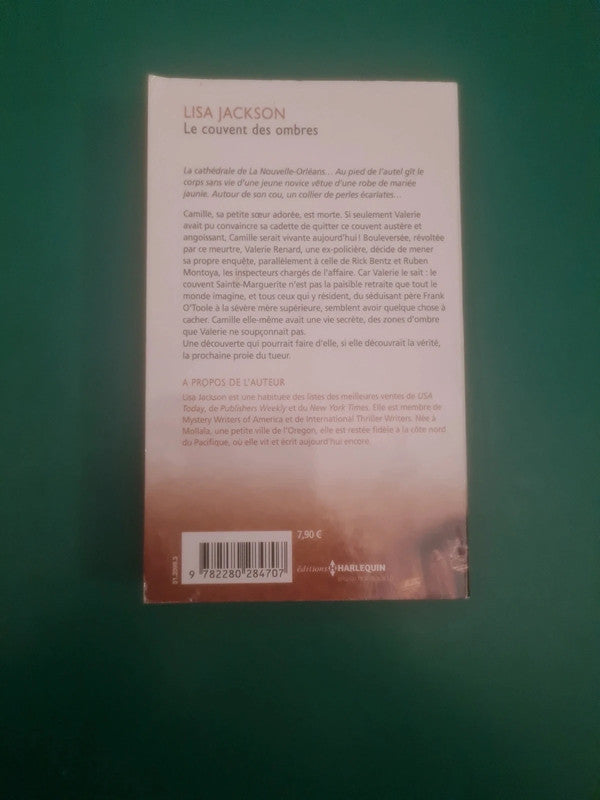 LISA JACKSON
Le couvent des ombres
La cathédrale de La Nouvelle-Orléans... Au pied de l'autel gît le
corps sans vie d'une jeune novice vêtue d'une robe de mariée
jaunie. Autour de son cou, un collier de perles écarlates...
Camille, sa petite sœur adorée, est morte. Si seulement Valerie
avait pu convaincre sa cadette de quitter ce couvent austère et
angoissant, Camille serait vivante aujourd'hui ! Bouleversée, révoltée
par ce meurtre, Valerie Renard, une ex-policière, décide de mener
sa propre enquête, parallèlement à celle de Rick Bentz et Ruben
Montoya, les inspecteurs chargés de l'affaire. Car Valerie le sait : le
couvent Sainte-Marguerite n'est pas la paisible retraite que tout le
monde imagine, et tous ceux qui y résident, du séduisant père Frank
O'Toole à la sévère mère supérieure, semblent avoir quelque chose à
cacher. Camille elle-même avait une vie secrète, des zones d'ombre
que Valerie ne soupçonnait pas.
Une découverte qui pourrait faire d'elle, si elle découvrait la vérité,
la prochaine proie du tueur.
A PROPOS DE L'AUTEUR
Lisa Jackson est une habituée des listes des meilleures ventes de USA
Today, de Publishers Weekly et du New York Times. Elle est membre de
Mystery Writers of America et de International Thriller Writers. Née à
Mollala, une petite ville de l'Oregon, elle est restée fidèle à la côte nord
du Pacifique, où elle vit et écrit aujourd'hui encore.
7,90 €
9 782280 284707
éditions HARLEQUIN